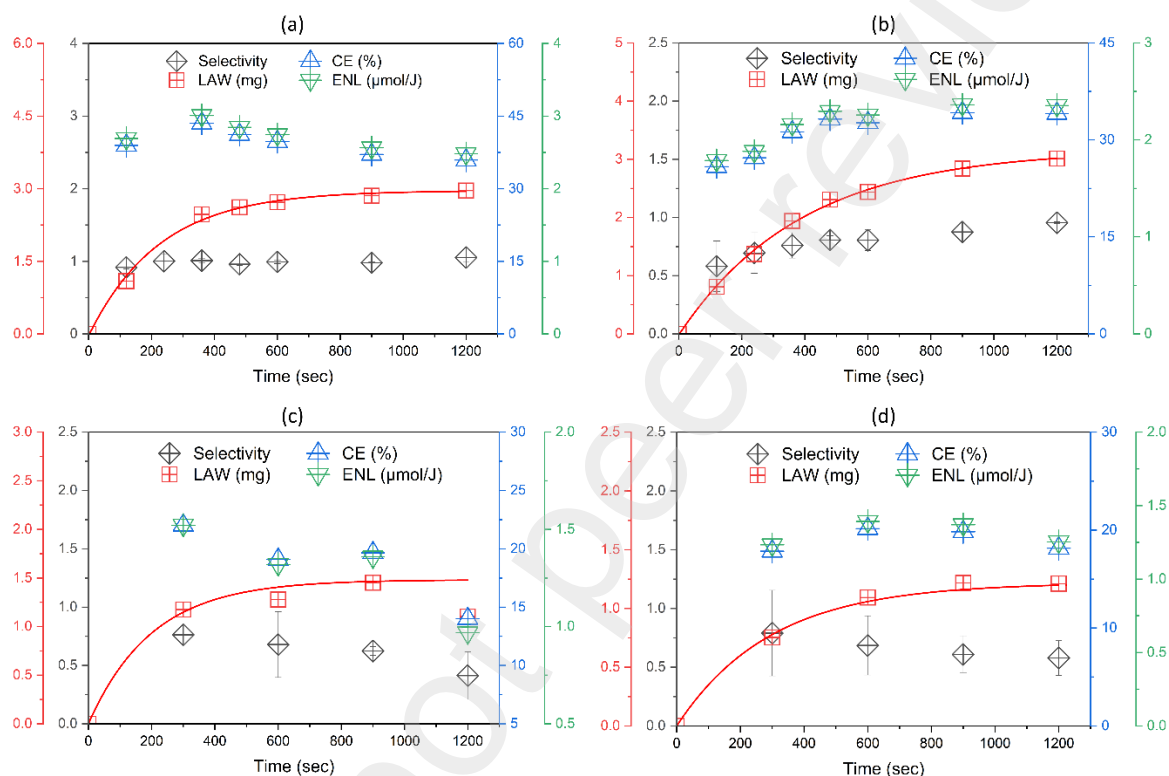 (a)
6.0 4 60 4
Selectivity CE (%)
LAW (mg) ENL (µmol/J)
4.5 3 45 3
3.0 2 30 2
1.5 1 15 1
0.0 0 0 0
0 200 400 600 800 1000 1200
Time (sec)
(b)
5 2.5 45 3
Selectivity CE (%)
LAW (mg) ENL (µmol/J)
4 2.0
30 2
3 1.5
2 1.0
15 1
1 0.5
0 0.0 0 0
0 200 400 600 800 1000 1200
Time (sec)
(c)
3.0 2.5 30 2.0
Selectivity CE (%)
LAW (mg) ENL (µmol/J)
2.5 2.0 25
1.5
2.0 1.5 20
1.5
1.0 15 1.0
1.0
0.5 10
0.5
0.0 0.0 5 0.5
0 200 400 600 800 1000 1200
Time (sec)
(d)
2.0 2.5 30 2.0
Selectivity CE (%)
LAW (mg) ENL (µmol/J)
2.0
1.5 20 1.5
1.5
1.0 1.0
1.0
0.5 10 0.5
0.5
0.0 0.0 0 0.0
0 200 400 600 800 1000 1200
Time (sec)
ot peer